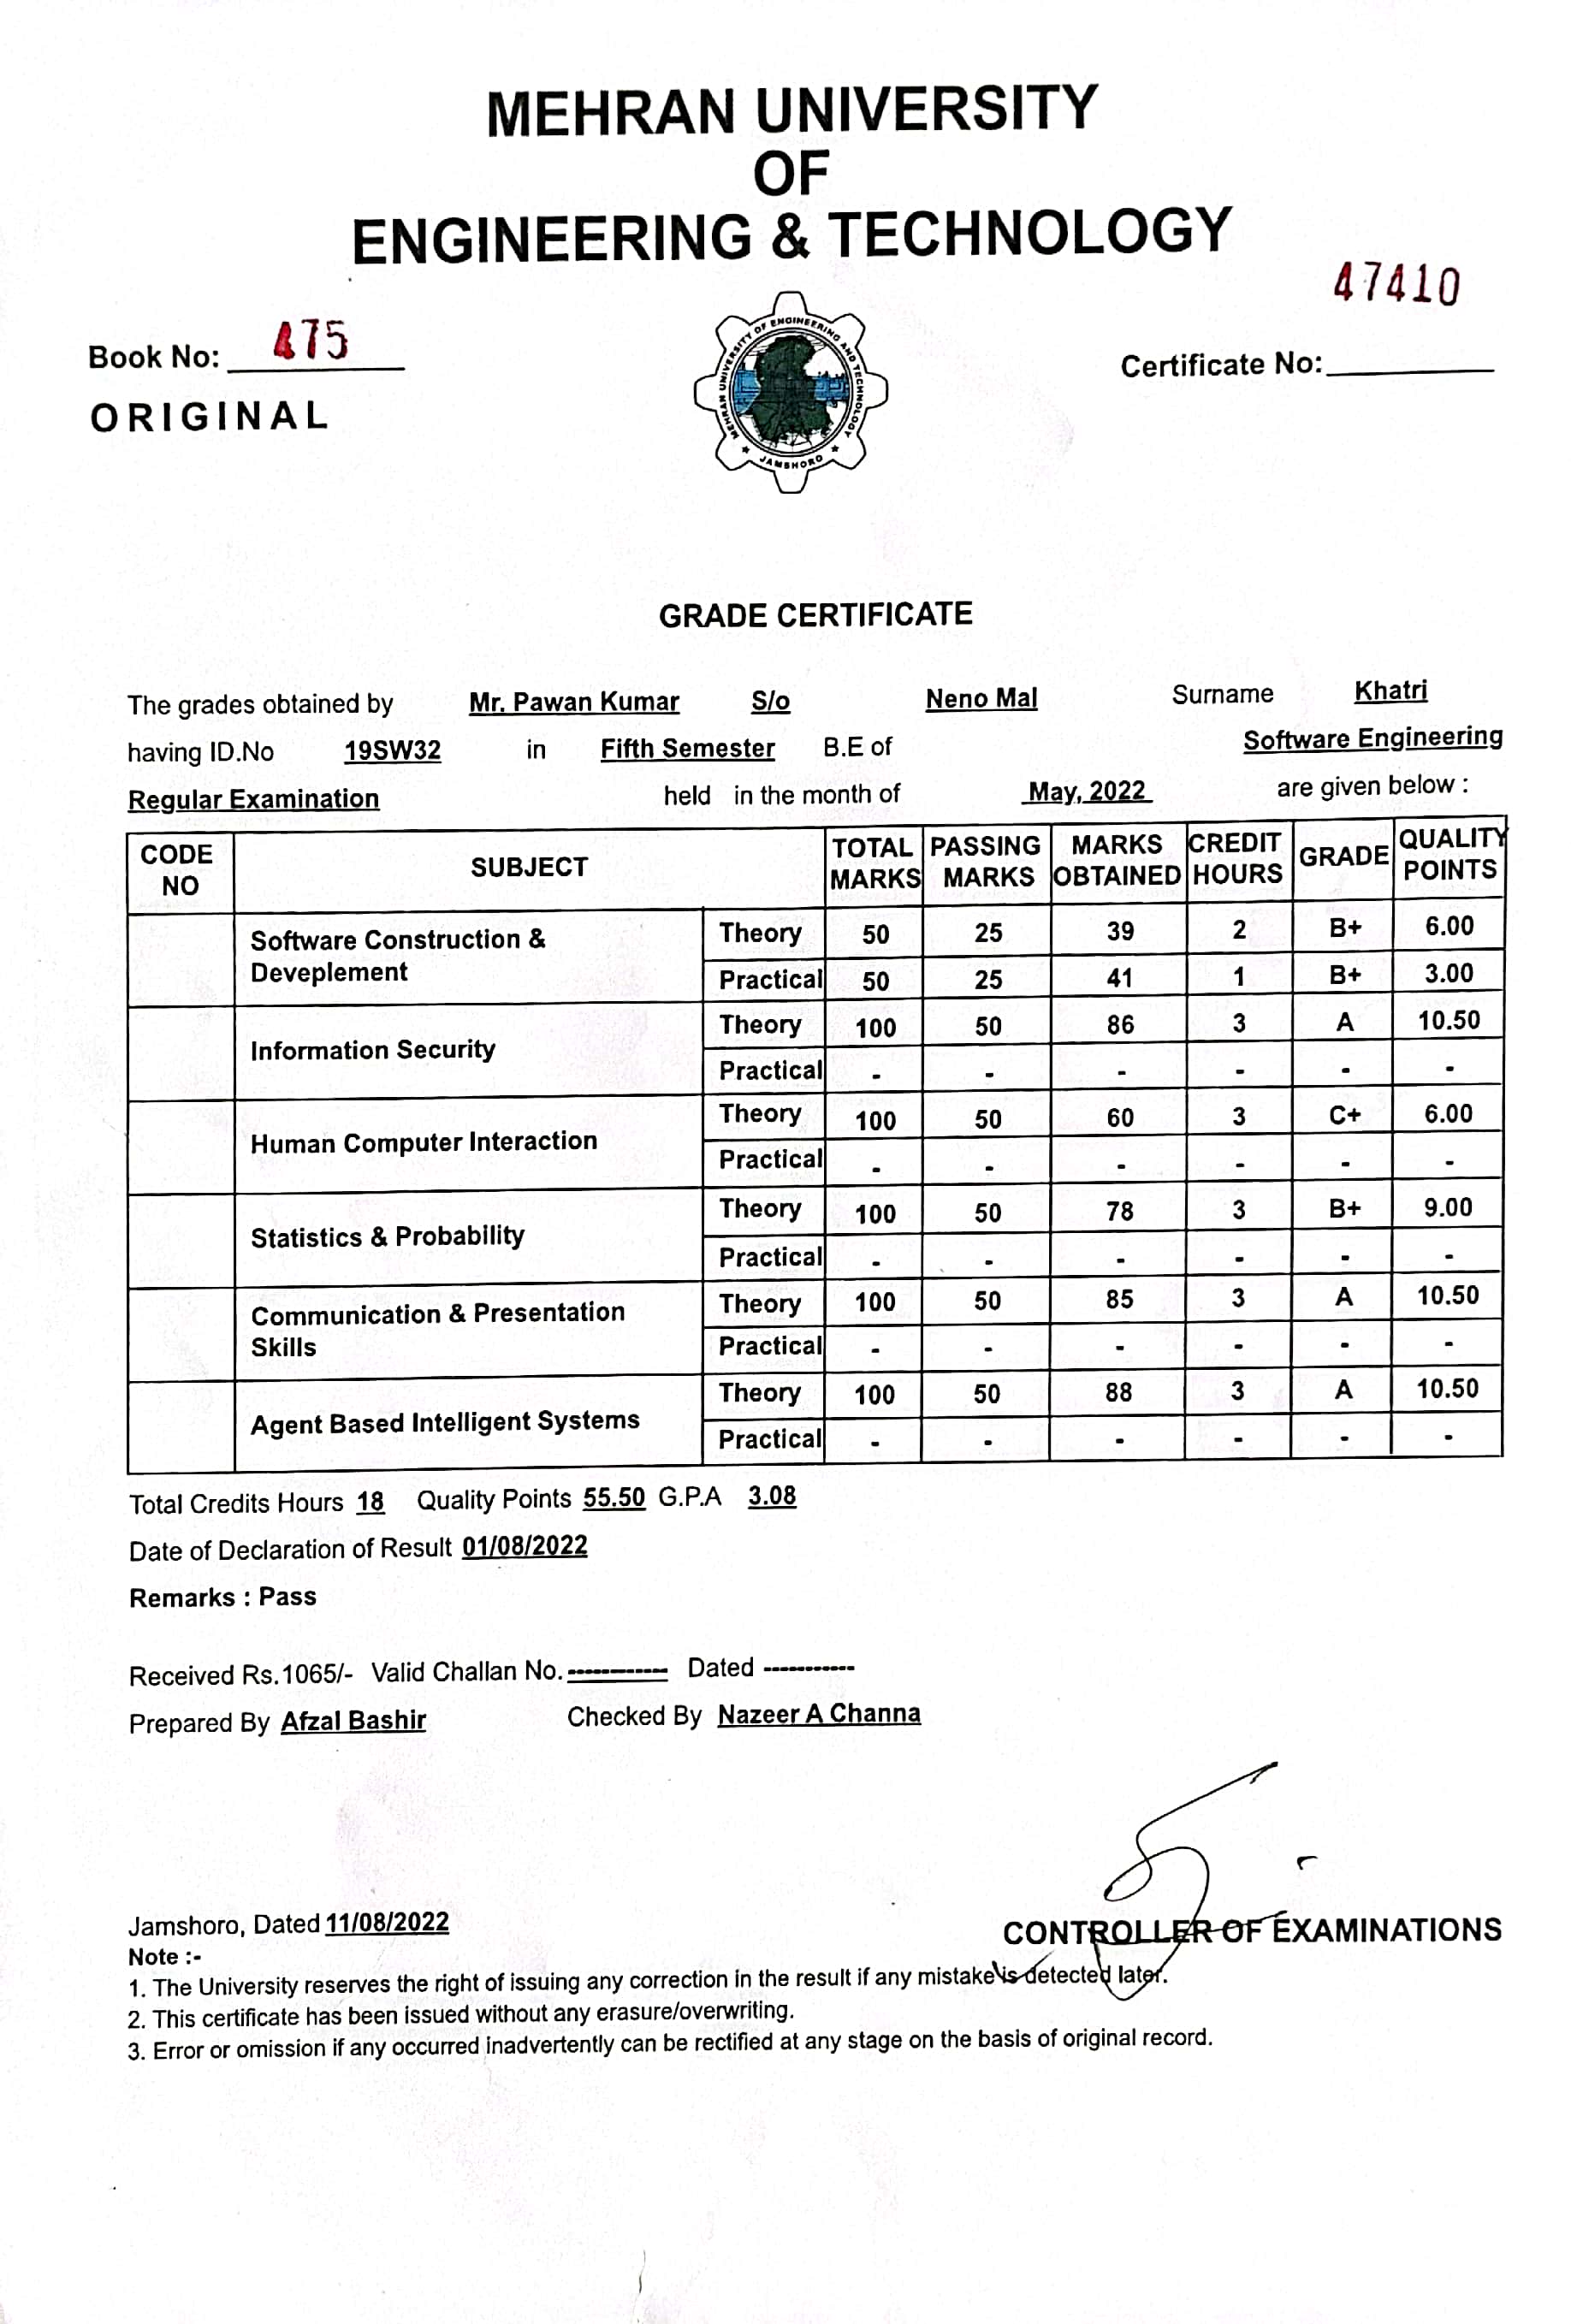 MEHRAN UNIVERSITY
OF
ENGINEERING & TECHNOLOGY
47410
Book No: 475
Certificate No:
ORIGINAL
MEHRAN UNIVERSITY OF ENGINEERING AND TECHNOLOGY
JAMSHORO
GRADE CERTIFICATE
The grades obtained by Mr. Pawan Kumar S/o Neno Mal Surname Khatri
having ID.No 19SW32 in Fifth Semester B.E of Software Engineering
Regular Examination held in the month of May, 2022 are given below :
CODE NO SUBJECT TOTAL MARKS PASSING MARKS MARKS OBTAINED CREDIT HOURS GRADE QUALITY POINTS
Software Construction & Deveplement Theory 50 25 39 2 B+ 6.00
Practical 50 25 41 1 B+ 3.00
Information Security Theory 100 50 86 3 A 10.50
Practical - - - - - -
Human Computer Interaction Theory 100 50 60 3 C+ 6.00
Practical - - - - - -
Statistics & Probability Theory 100 50 78 3 B+ 9.00
Practical - - - - - -
Communication & Presentation Skills Theory 100 50 85 3 A 10.50
Practical - - - - - -
Agent Based Intelligent Systems Theory 100 50 88 3 A 10.50
Practical - - - - - -
Total Credits Hours 18 Quality Points 55.50 G.P.A 3.08
Date of Declaration of Result 01/08/2022
Remarks : Pass
Received Rs.1065/- Valid Challan No. ----------- Dated -----------
Prepared By Afzal Bashir Checked By Nazeer A Channa
Jamshoro, Dated 11/08/2022
CONTROLLER OF EXAMINATIONS
Note :-
1. The University reserves the right of issuing any correction in the result if any mistake is detected later.
2. This certificate has been issued without any erasure/overwriting.
3. Error or omission if any occurred inadvertently can be rectified at any stage on the basis of original record.